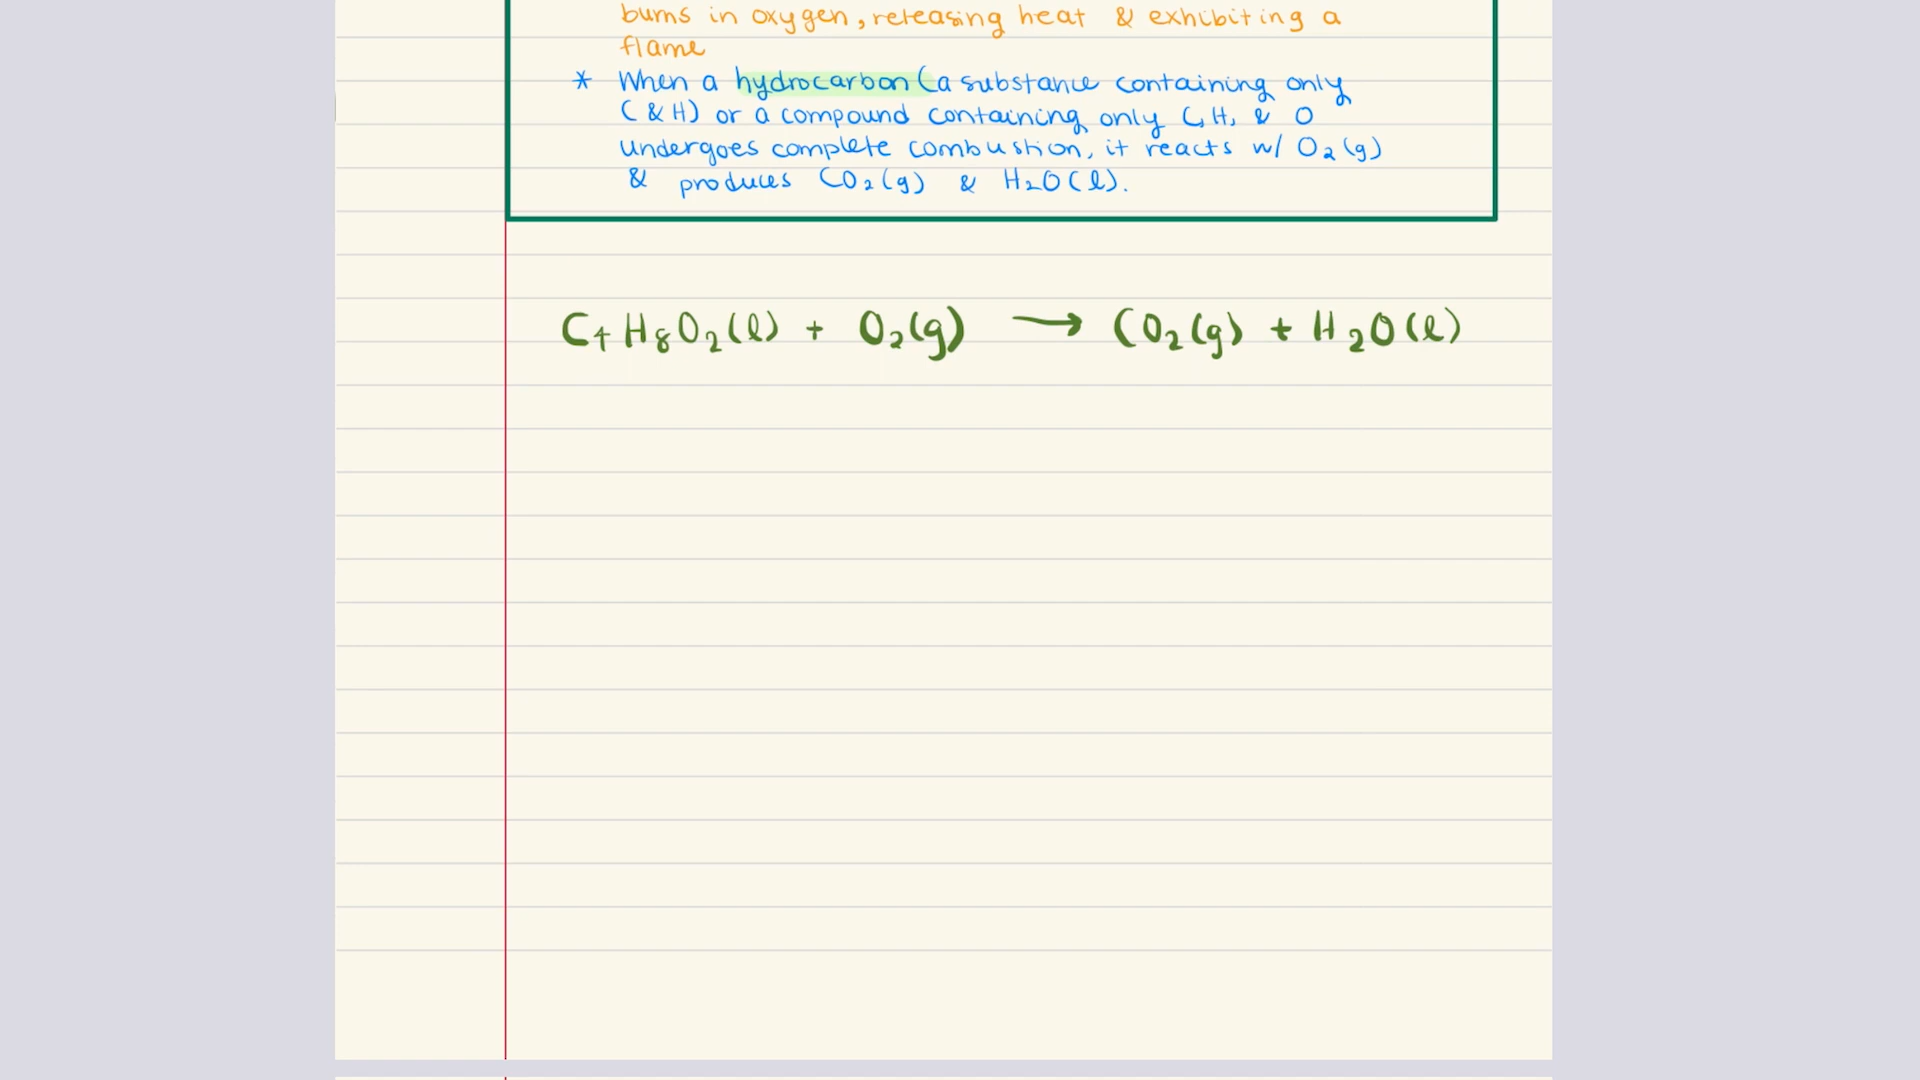 burns in oxygen, releasing heat & exhibiting a
flame
* When a hydrocarbon (a substance containing only
C & H) or a compound containing only C, H, & O
undergoes complete combustion, it reacts w/ O₂(g)
& produces CO₂(g) & H₂O(l).
C₄H₈O₂(l) + O₂(g) → CO₂(g) + H₂O(l)